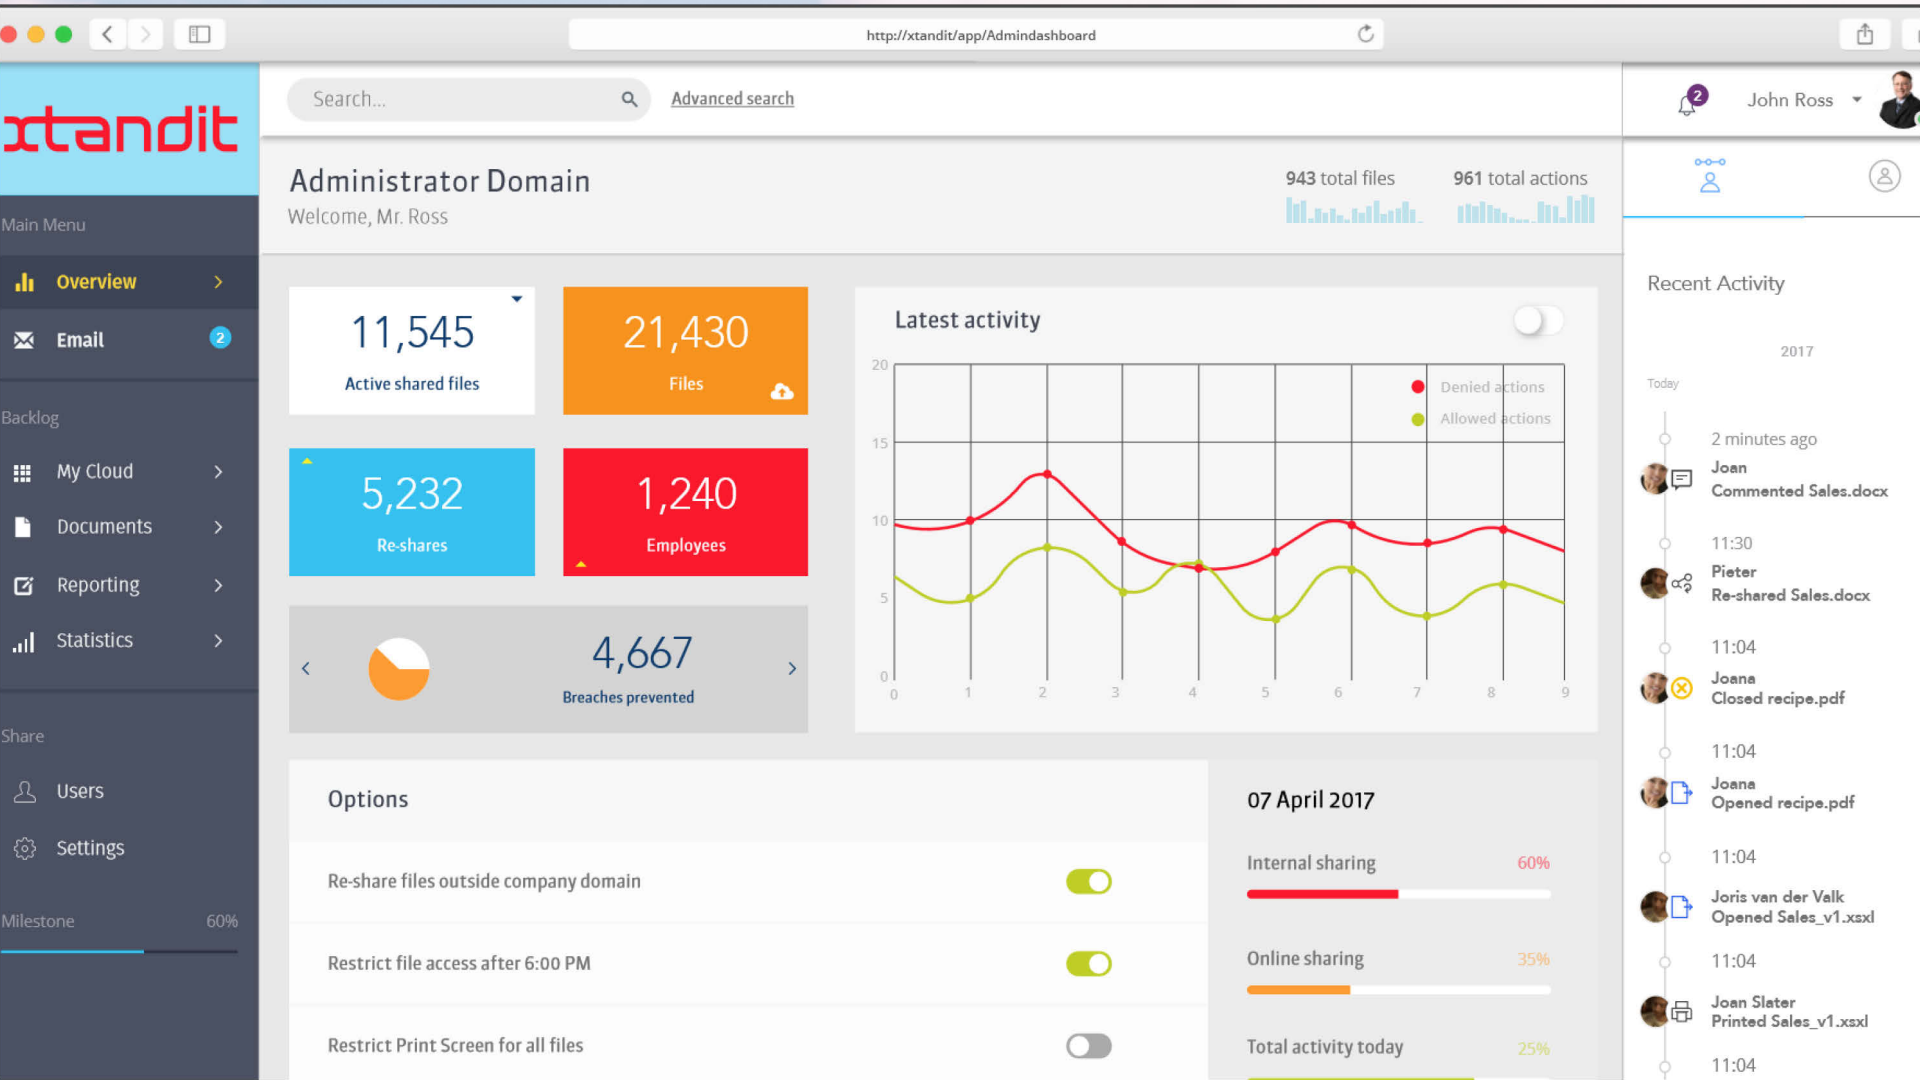 http://xtandit/app/Admindashboard
xtandit
Search...
Advanced search
2
John Ross
Main Menu
Overview
Email
2
Backlog
My Cloud
Documents
Reporting
Statistics
Share
Users
Settings
Milestone
60%
Administrator Domain
Welcome, Mr. Ross
943 total files
961 total actions
11,545
Active shared files
21,430
Files
5,232
Re-shares
1,240
Employees
4,667
Breaches prevented
Latest activity
20
15
10
5
0
Denied actions
Allowed actions
0 1 2 3 4 5 6 7 8 9
Options
Re-share files outside company domain
Restrict file access after 6:00 PM
Restrict Print Screen for all files
07 April 2017
Internal sharing
60%
Online sharing
35%
Total activity today
25%
Recent Activity
2017
Today
2 minutes ago
Joan
Commented Sales.docx
11:30
Pieter
Re-shared Sales.docx
11:04
Joana
Closed recipe.pdf
11:04
Joana
Opened recipe.pdf
11:04
Joris van der Valk
Opened Sales_v1.xsxl
11:04
Joan Slater
Printed Sales_v1.xsxl
11:04